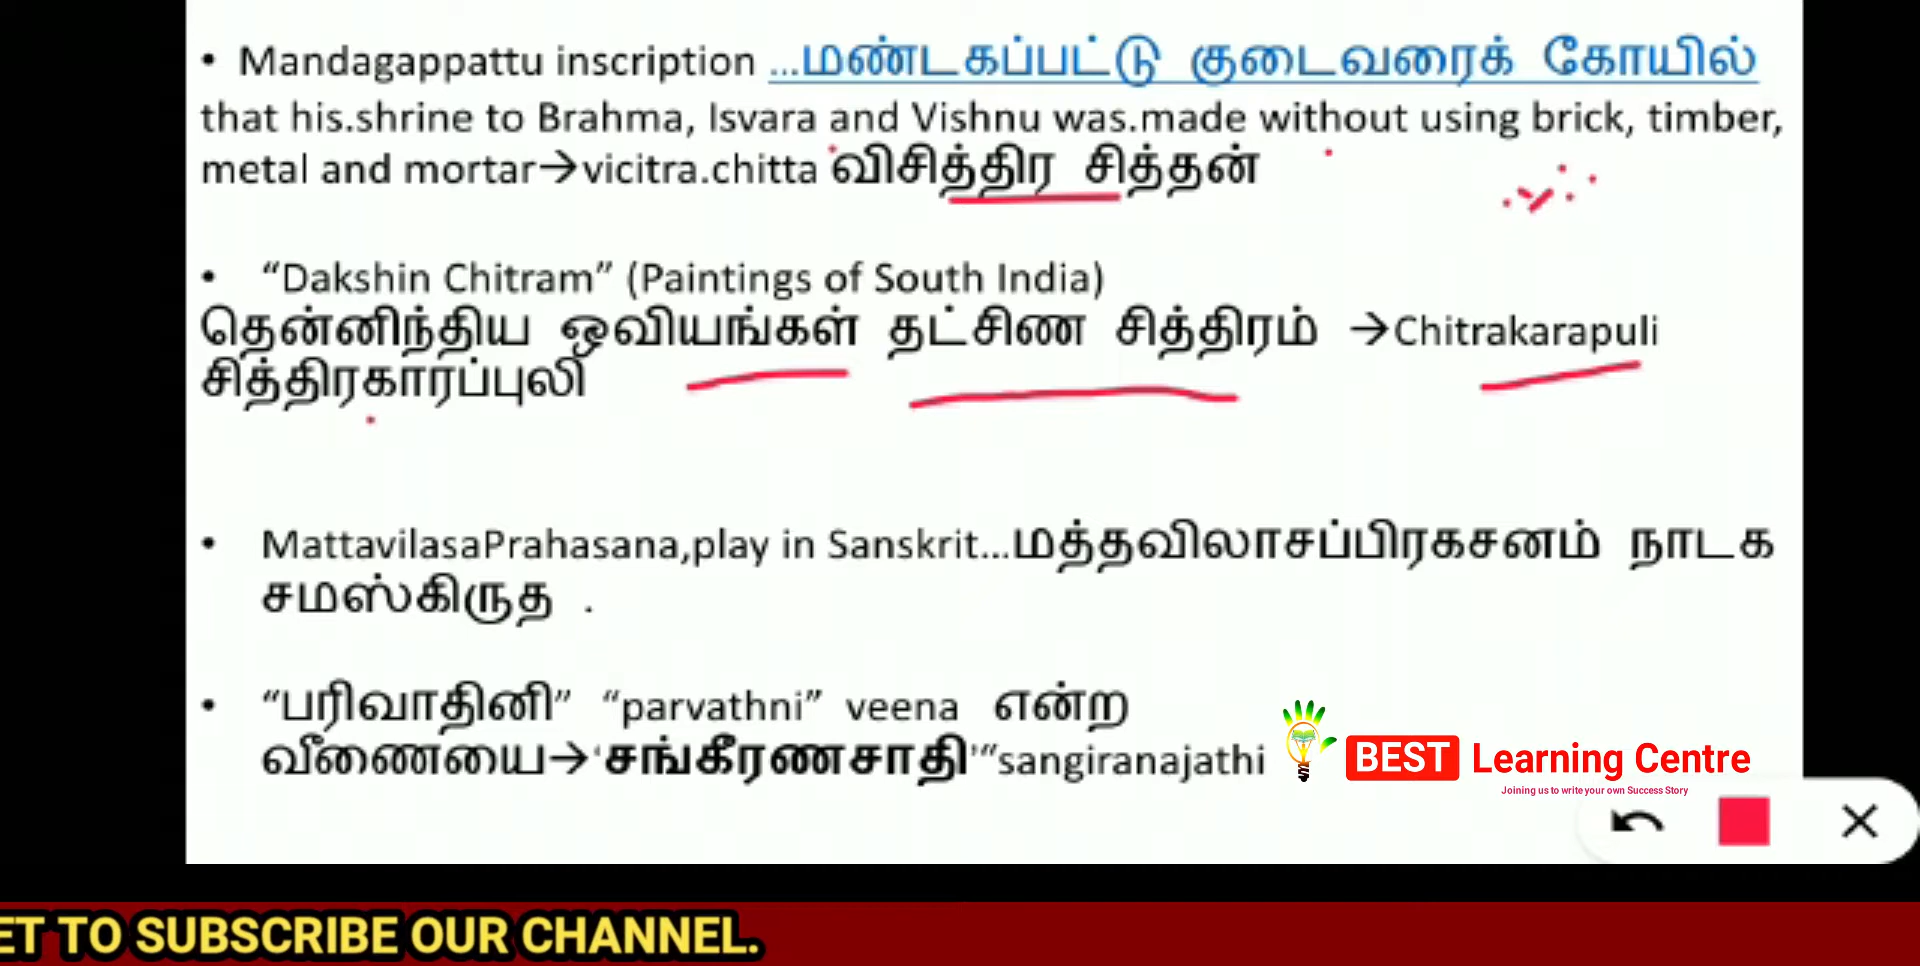 • Mandagappattu inscription ...மண்டகப்பட்டு குடைவரைக் கோயில்
that his.shrine to Brahma, Isvara and Vishnu was.made without using brick, timber,
metal and mortar→vicitra.chitta விசித்திர சித்தன்
• “Dakshin Chitram” (Paintings of South India)
தென்னிந்திய ஓவியங்கள் தட்சிண சித்திரம் →Chitrakarapuli
சித்திரகாரப்புலி
• MattavilasaPrahasana,play in Sanskrit...மத்தவிலாசப்பிரகசனம் நாடக
சமஸ்கிருத .
• “பரிவாதினி” “parvathni” veena என்ற
வீணையை→‘சங்கீரணசாதி’“sangiranajathi
BEST Learning Centre
Joining us to write your own Success Story
ET TO SUBSCRIBE OUR CHANNEL.